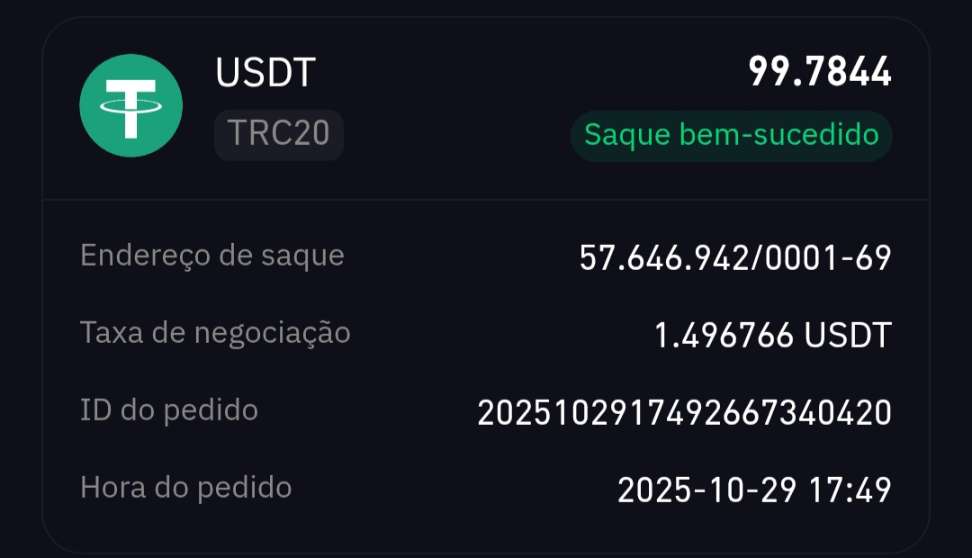 USDT
99.7844
TRC20
Saque bem-sucedido
Endereço de saque
57.646.942/0001-69
Taxa de negociação
1.496766 USDT
ID do pedido
2025102917492667340420
Hora do pedido
2025-10-29 17:49